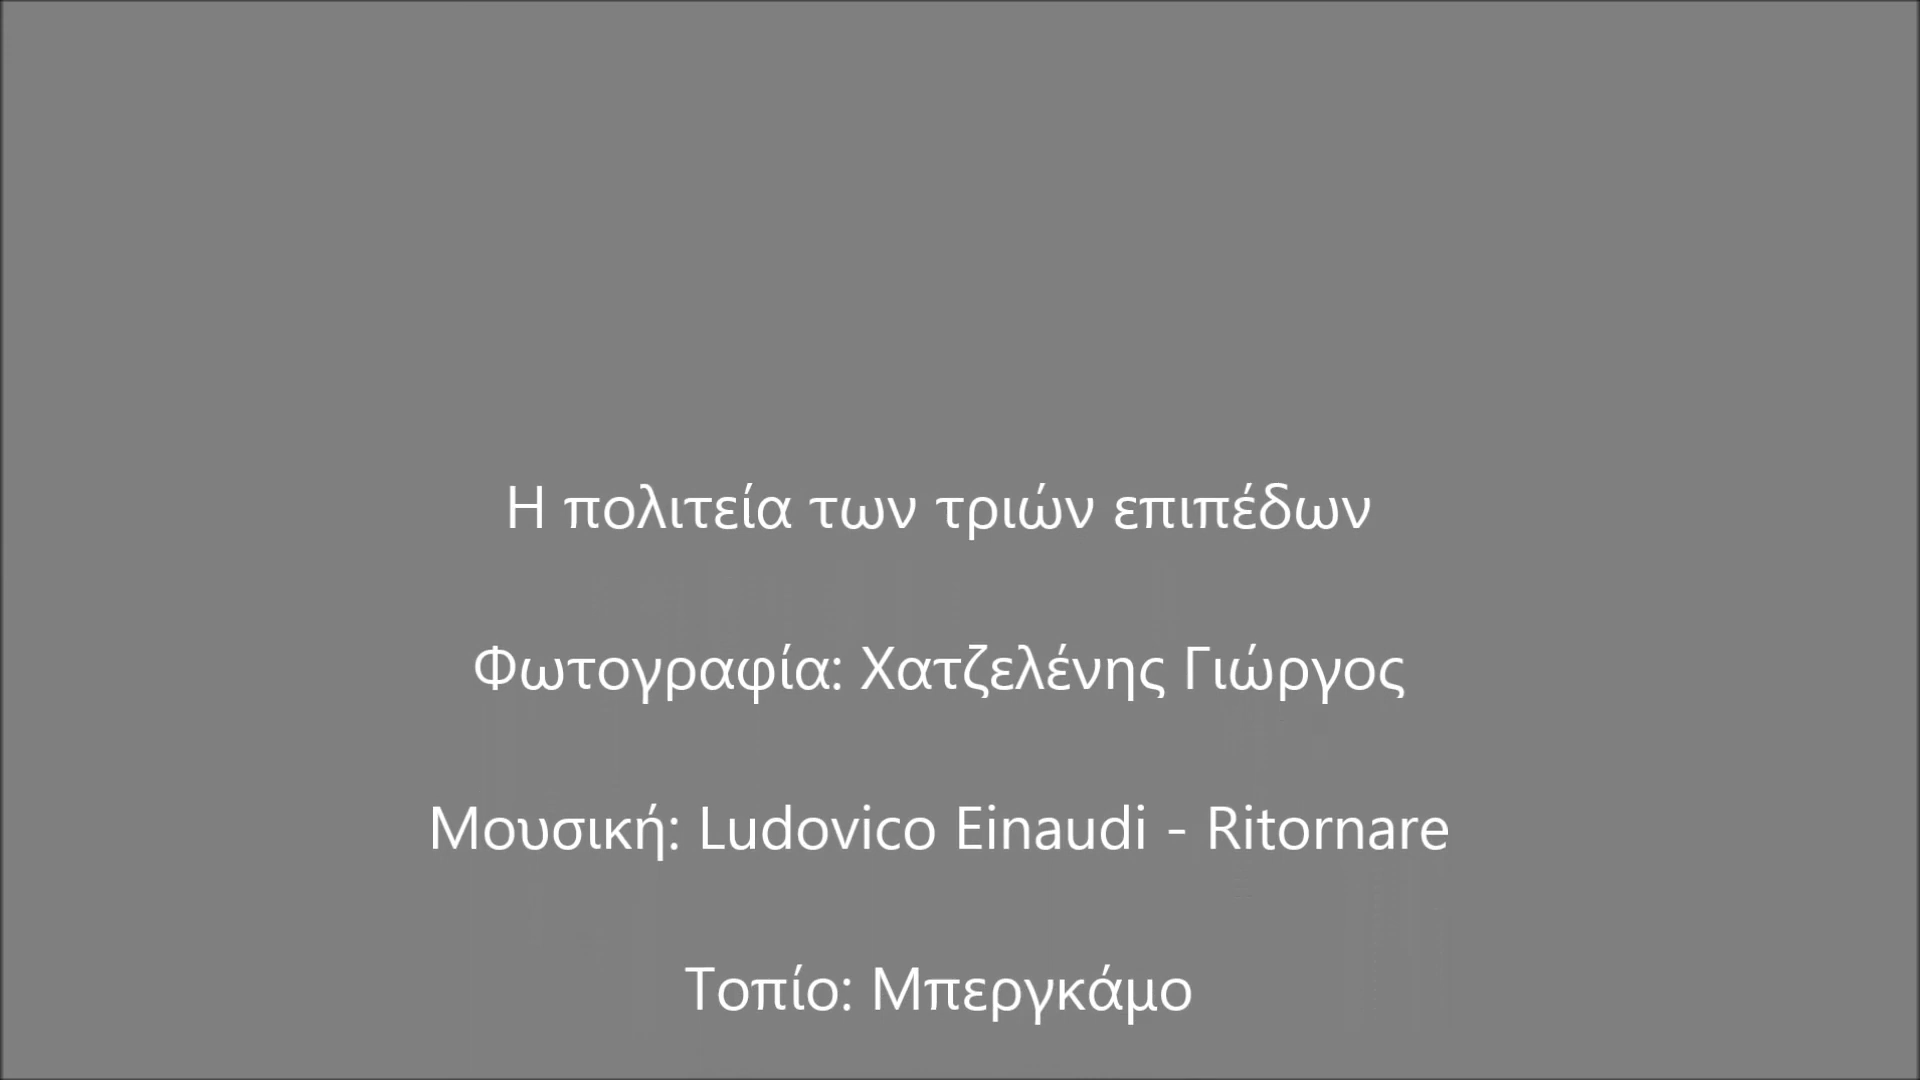 Η πολιτεία των τριών επιπέδων
Φωτογραφία: Χατζελένης Γιώργος
Μουσική: Ludovico Einaudi - Ritornare
Τοπίο: Μπεργκάμο